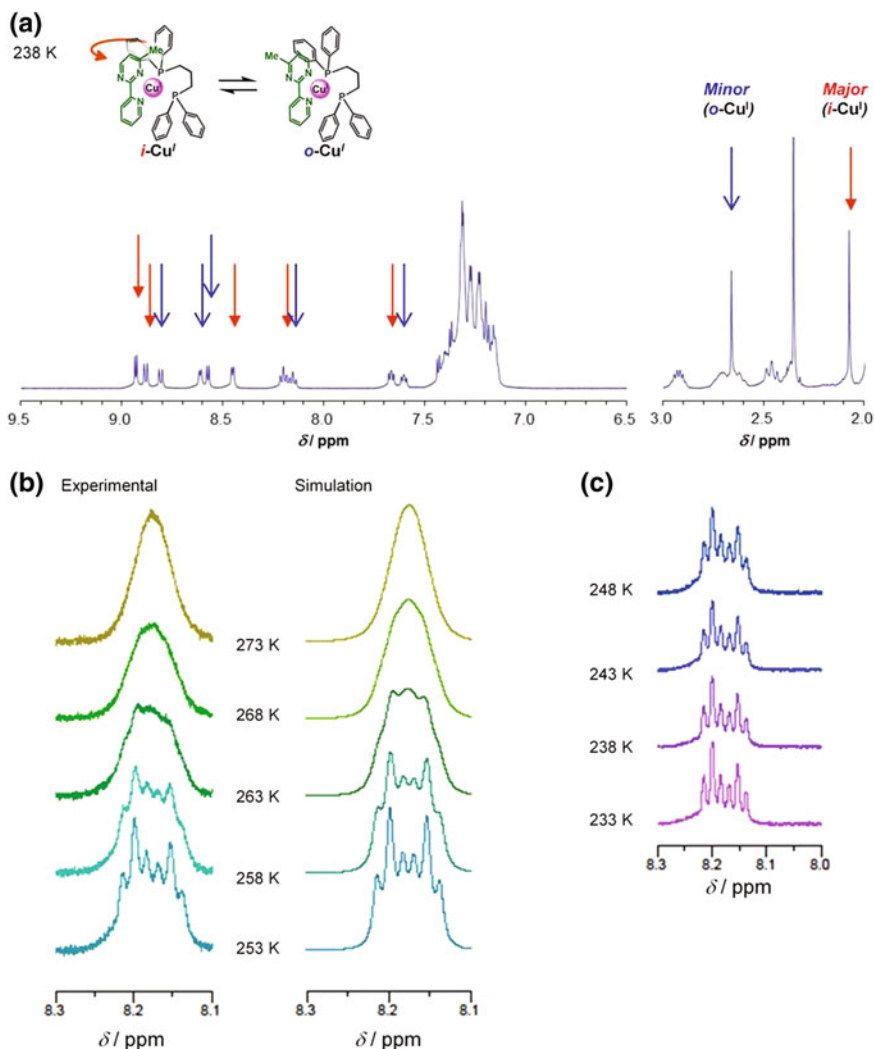 (a)
238 K
Me
P
Cu
P
N
N
N
i-Cuᴵ
Me
P
Cu
P
N
N
N
o-Cuᴵ
Minor
(o-Cuᴵ)
Major
(i-Cuᴵ)
9.5 9.0 8.5 8.0 7.5 7.0 6.5
δ/ ppm
3.0 2.5 2.0
δ/ ppm
(b) Experimental Simulation
273 K
268 K
263 K
258 K
253 K
8.3 8.2 8.1
δ / ppm
8.3 8.2 8.1
δ / ppm
(c)
248 K
243 K
238 K
233 K
8.3 8.2 8.1 8.0
δ / ppm